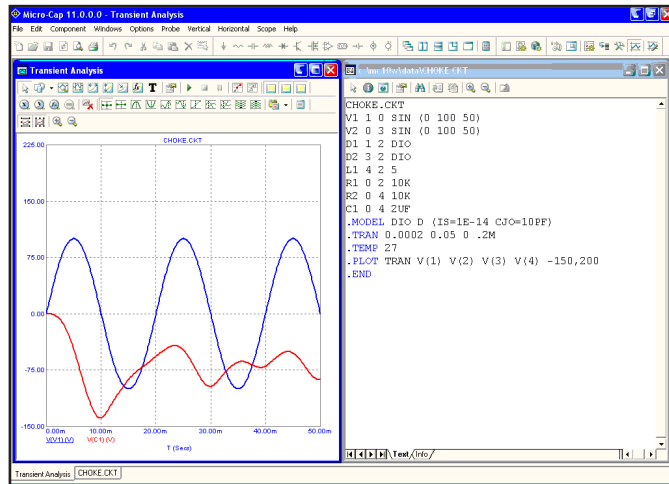 Micro-Cap 11.0.0.0 - Transient Analysis
File Edit Component Windows Options Probe Vertical Horizontal Scope Help
Transient Analysis
T
CHOKE.CKT
225.00
150.00
75.00
0.00
-75.00
-150.00
0.00m 10.00m 20.00m 30.00m 40.00m 50.00m
V(V1) (V) V(C1) (V)
T (Secs)
c:\mc10w\data\CHOKE.CKT
CHOKE.CKT
V1 1 0 SIN (0 100 50)
V2 0 3 SIN (0 100 50)
D1 1 2 DIO
D2 3 2 DIO
L1 4 2 5
R1 0 2 10K
R2 0 4 10K
C1 0 4 2UF
.MODEL DIO D (IS=1E-14 CJO=10PF)
.TRAN 0.0002 0.05 0 .2M
.TEMP 27
.PLOT TRAN V(1) V(2) V(3) V(4) -150,200
.END
Text Info
Transient Analysis CHOKE.CKT